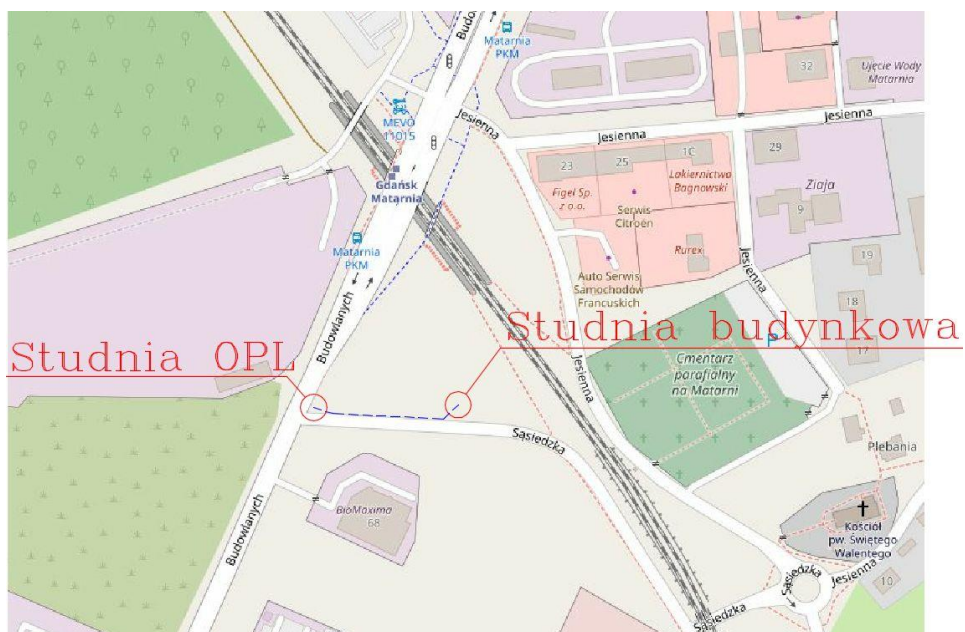 Budowlanych
Matarnia
PKM
32
Ujęcie Wody
Matarnia
MEVO
11015
Jesienna
Jesienna
Jesienna
23
25
1C
29
Figel Sp.
z o.o.
Lakiernictwo
Bagnowski
Ziaja
9
Gdańsk
Matarnia
Serwis
Citroën
Matarnia
PKM
Rurex
Jesienna
19
Auto Serwis
Samochodów
Francuskich
18
Budowlanych
Studnia OPL
Studnia budynkowa
P
17
Jesienna
Cmentarz
parafialny
na Matarni
Sąsiedzka
Plebania
BioMaxima
68
Budowlanych
Kościół
pw. Świętego
Walentego
Sąsiedzka
Jesienna
10
Sąsiedzka